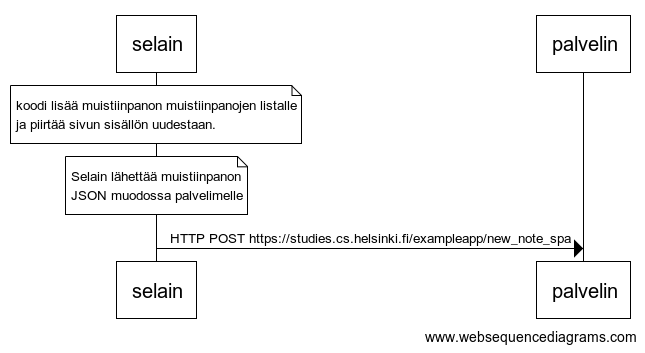 selain
palvelin
koodi lisää muistiinpanon muistiinpanojen listalle
ja piirtää sivun sisällön uudestaan.
Selain lähettää muistiinpanon
JSON muodossa palvelimelle
HTTP POST https://studies.cs.helsinki.fi/exampleapp/new_note_spa
selain
palvelin
www.websequencediagrams.com